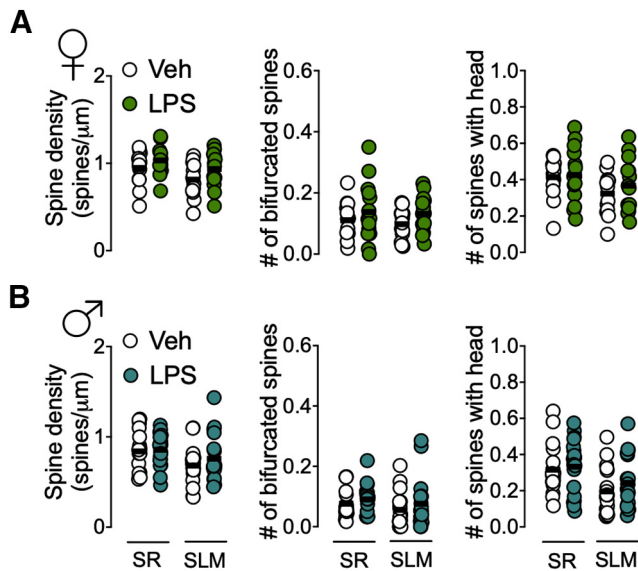 A
♀
Veh
LPS
Spine density
(spines/μm)
2
1
0
# of bifurcated spines
0.6
0.4
0.2
0.0
# of spines with head
1.0
0.8
0.6
0.4
0.2
0.0
B
♂
Veh
LPS
Spine density
(spines/μm)
2
1
0
SR SLM
# of bifurcated spines
0.6
0.4
0.2
0.0
SR SLM
# of spines with head
1.0
0.8
0.6
0.4
0.2
0.0
SR SLM